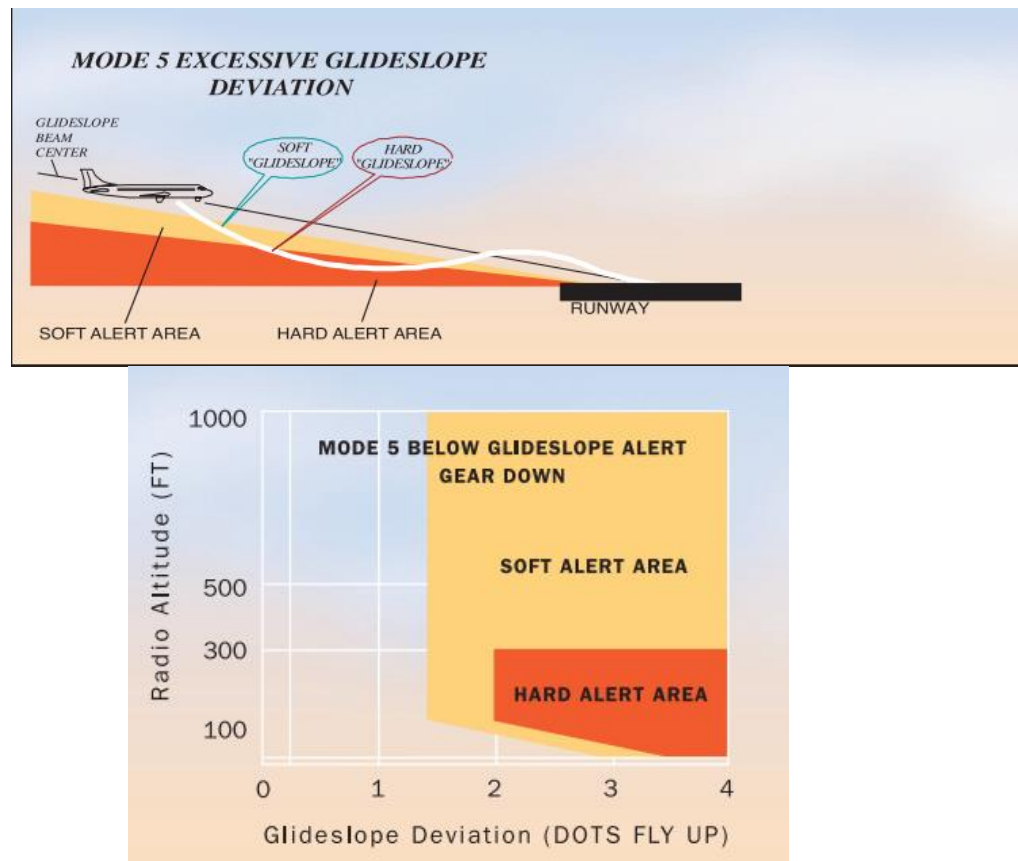 MODE 5 EXCESSIVE GLIDESLOPE
DEVIATION
GLIDESLOPE
BEAM
CENTER
SOFT
"GLIDESLOPE"
HARD
"GLIDESLOPE"
SOFT ALERT AREA
HARD ALERT AREA
RUNWAY
MODE 5 BELOW GLIDESLOPE ALERT
GEAR DOWN
SOFT ALERT AREA
HARD ALERT AREA
Radio Altitude (FT)
1000
500
300
100
0 1 2 3 4
Glideslope Deviation (DOTS FLY UP)